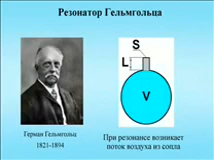 Резонатор Гельмгольца
S
L
V
Герман Гельмгольц
1821-1894
При резонансе возникает
поток воздуха из сопла